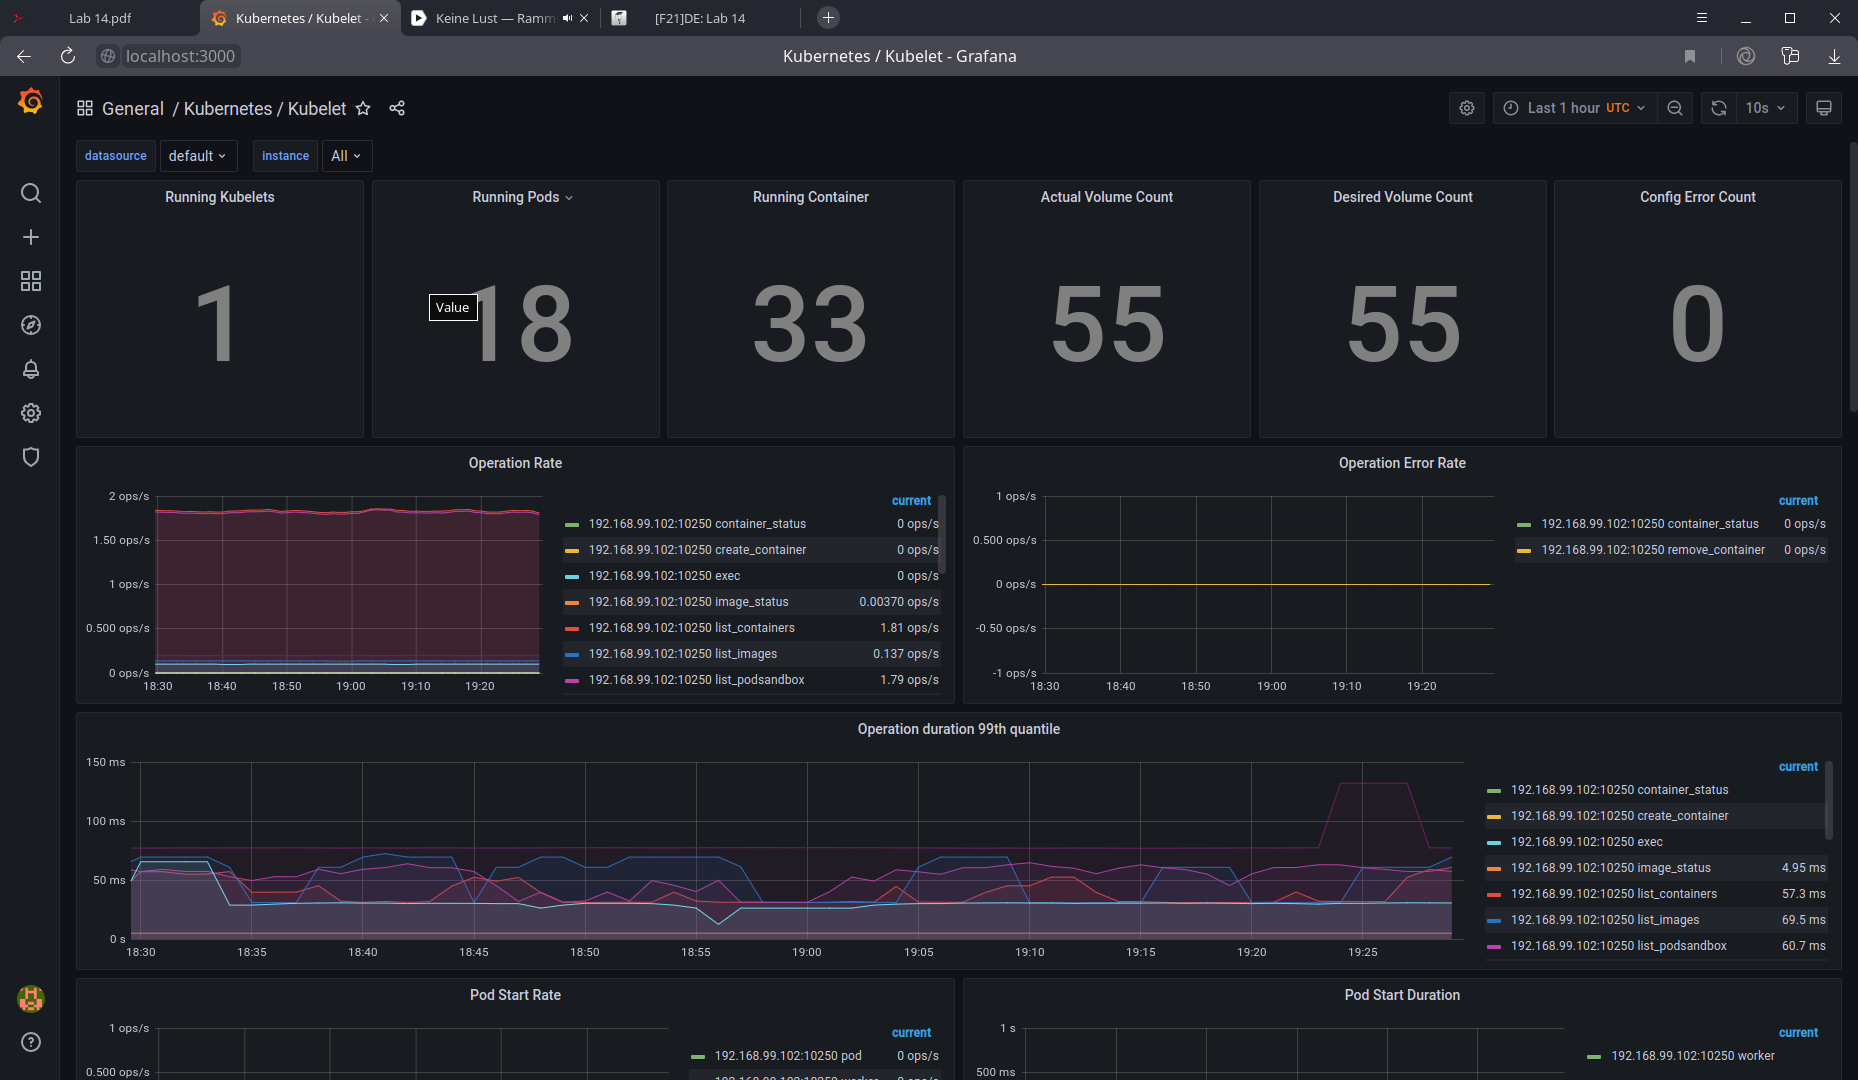 Lab 14.pdf
Kubernetes / Kubelet -
Keine Lust — Ramm
[F21]DE: Lab 14
localhost:3000
Kubernetes / Kubelet - Grafana
General / Kubernetes / Kubelet
Last 1 hour UTC
10s
datasource default instance All
Running Kubelets
1
Running Pods
18
Value
Running Container
33
Actual Volume Count
55
Desired Volume Count
55
Config Error Count
0
Operation Rate
2 ops/s
1.50 ops/s
1 ops/s
0.500 ops/s
0 ops/s
18:30 18:40 18:50 19:00 19:10 19:20
current
192.168.99.102:10250 container_status 0 ops/s
192.168.99.102:10250 create_container 0 ops/s
192.168.99.102:10250 exec 0 ops/s
192.168.99.102:10250 image_status 0.00370 ops/s
192.168.99.102:10250 list_containers 1.81 ops/s
192.168.99.102:10250 list_images 0.137 ops/s
192.168.99.102:10250 list_podsandbox 1.79 ops/s
Operation Error Rate
1 ops/s
0.500 ops/s
0 ops/s
-0.50 ops/s
-1 ops/s
18:30 18:40 18:50 19:00 19:10 19:20
current
192.168.99.102:10250 container_status 0 ops/s
192.168.99.102:10250 remove_container 0 ops/s
Operation duration 99th quantile
150 ms
100 ms
50 ms
0 s
18:30 18:35 18:40 18:45 18:50 18:55 19:00 19:05 19:10 19:15 19:20 19:25
current
192.168.99.102:10250 container_status
192.168.99.102:10250 create_container
192.168.99.102:10250 exec
192.168.99.102:10250 image_status 4.95 ms
192.168.99.102:10250 list_containers 57.3 ms
192.168.99.102:10250 list_images 69.5 ms
192.168.99.102:10250 list_podsandbox 60.7 ms
Pod Start Rate
1 ops/s
0.500 ops/s
current
192.168.99.102:10250 pod 0 ops/s
192.168.99.102:10250 worker 0 ops/s
Pod Start Duration
1 s
500 ms
current
192.168.99.102:10250 worker